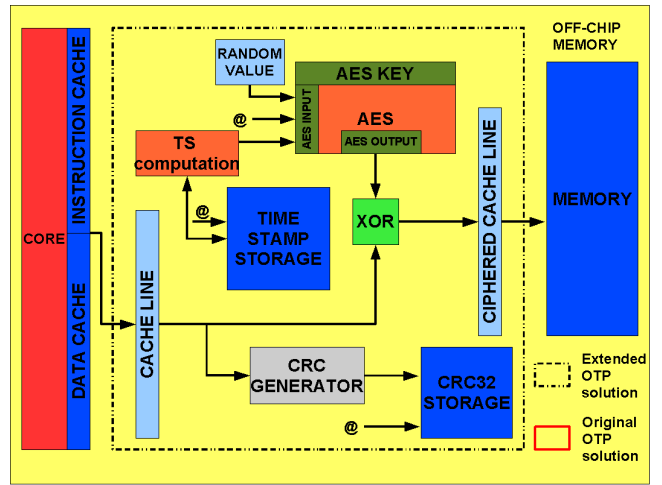 OFF-CHIP
MEMORY
RANDOM
VALUE
AES KEY
AES INPUT
AES
AES OUTPUT
@
TS
computation
INSTRUCTION CACHE
CORE
DATA CACHE
@
TIME
STAMP
STORAGE
XOR
CIPHERED CACHE LINE
MEMORY
CACHE LINE
CRC
GENERATOR
CRC32
STORAGE
@
Extended
OTP
solution
Original
OTP
solution